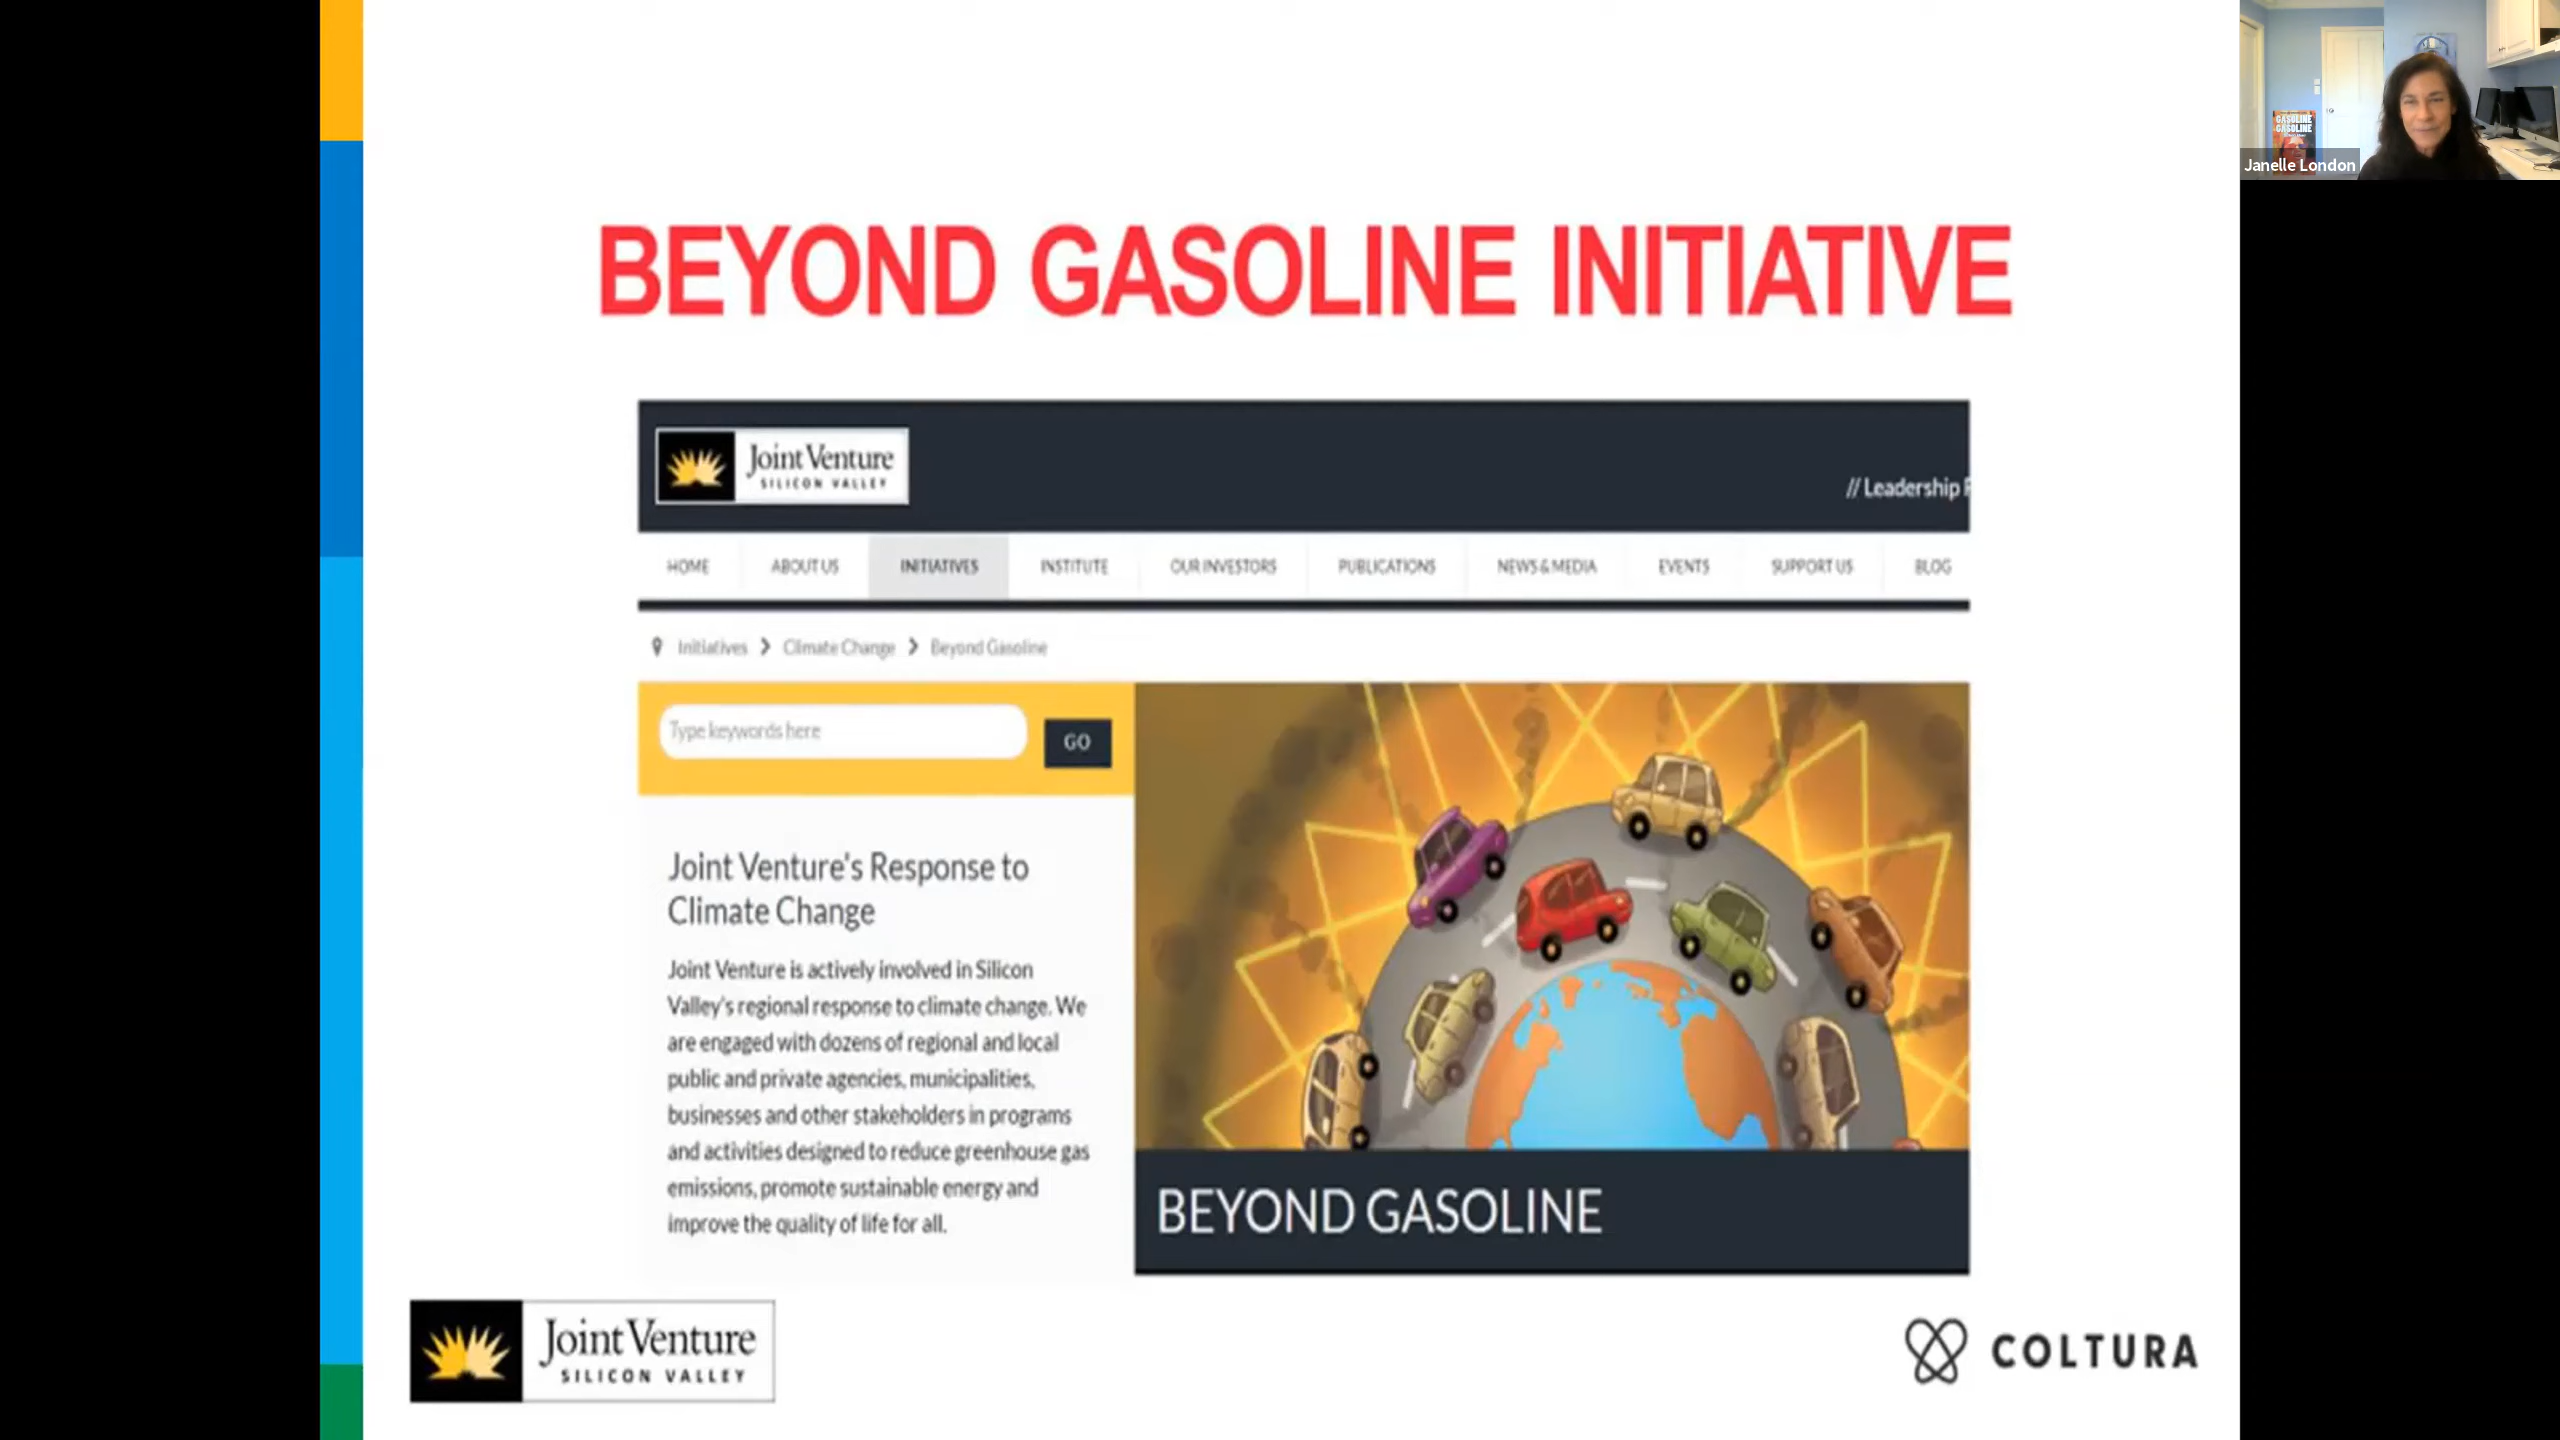 GASOLINE
GASOLINE
Janelle London
BEYOND GASOLINE INITIATIVE
Joint Venture
SILICON VALLEY
// Leadership
HOME ABOUT US INITIATIVES INSTITUTE OUR INVESTORS PUBLICATIONS NEWS & MEDIA EVENTS SUPPORT US BLOG
Initiatives > Climate Change > Beyond Gasoline
Type keywords here
GO
Joint Venture's Response to
Climate Change
Joint Venture is actively involved in Silicon
Valley's regional response to climate change. We
are engaged with dozens of regional and local
public and private agencies, municipalities,
businesses and other stakeholders in programs
and activities designed to reduce greenhouse gas
emissions, promote sustainable energy and
improve the quality of life for all.
BEYOND GASOLINE
Joint Venture
SILICON VALLEY
COLTURA